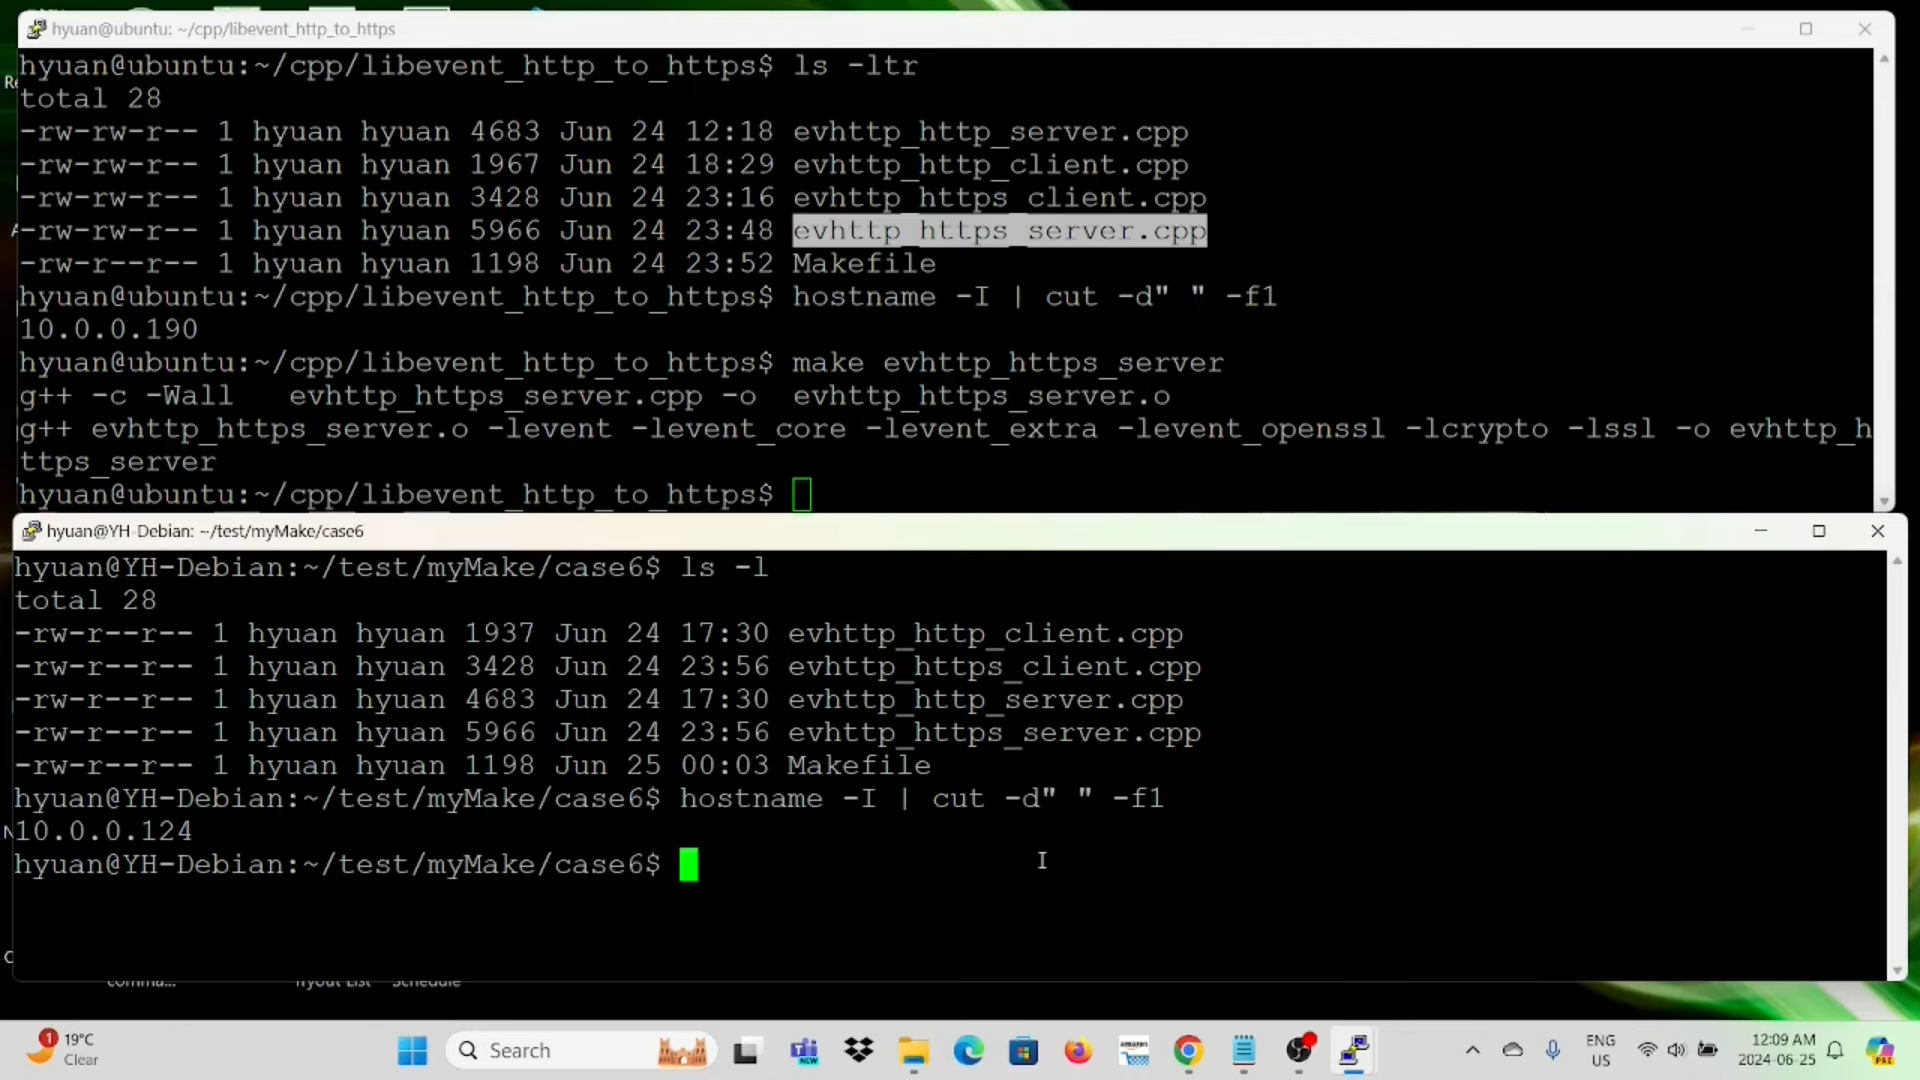 hyuan@ubuntu: ~/cpp/libevent_http_to_https
hyuan@ubuntu:~/cpp/libevent_http_to_https$ ls -ltr
total 28
-rw-rw-r-- 1 hyuan hyuan 4683 Jun 24 12:18 evhttp_http_server.cpp
-rw-rw-r-- 1 hyuan hyuan 1967 Jun 24 18:29 evhttp_http_client.cpp
-rw-rw-r-- 1 hyuan hyuan 3428 Jun 24 23:16 evhttp_https_client.cpp
-rw-rw-r-- 1 hyuan hyuan 5966 Jun 24 23:48 evhttp_https_server.cpp
-rw-r--r-- 1 hyuan hyuan 1198 Jun 24 23:52 Makefile
hyuan@ubuntu:~/cpp/libevent_http_to_https$ hostname -I | cut -d" " -f1
10.0.0.190
hyuan@ubuntu:~/cpp/libevent_http_to_https$ make evhttp_https_server
g++ -c -Wall   evhttp_https_server.cpp -o  evhttp_https_server.o
g++ evhttp_https_server.o -levent -levent_core -levent_extra -levent_openssl -lcrypto -lssl -o evhttp_h
ttps_server
hyuan@ubuntu:~/cpp/libevent_http_to_https$
hyuan@YH-Debian: ~/test/myMake/case6
hyuan@YH-Debian:~/test/myMake/case6$ ls -l
total 28
-rw-r--r-- 1 hyuan hyuan 1937 Jun 24 17:30 evhttp_http_client.cpp
-rw-r--r-- 1 hyuan hyuan 3428 Jun 24 23:56 evhttp_https_client.cpp
-rw-r--r-- 1 hyuan hyuan 4683 Jun 24 17:30 evhttp_http_server.cpp
-rw-r--r-- 1 hyuan hyuan 5966 Jun 24 23:56 evhttp_https_server.cpp
-rw-r--r-- 1 hyuan hyuan 1198 Jun 25 00:03 Makefile
hyuan@YH-Debian:~/test/myMake/case6$ hostname -I | cut -d" " -f1
10.0.0.124
hyuan@YH-Debian:~/test/myMake/case6$
comma... Tryout List Schedule
1 19°C
Clear
Search
NEW
amazon
PRE
ENG
US
12:09 AM
2024-06-25